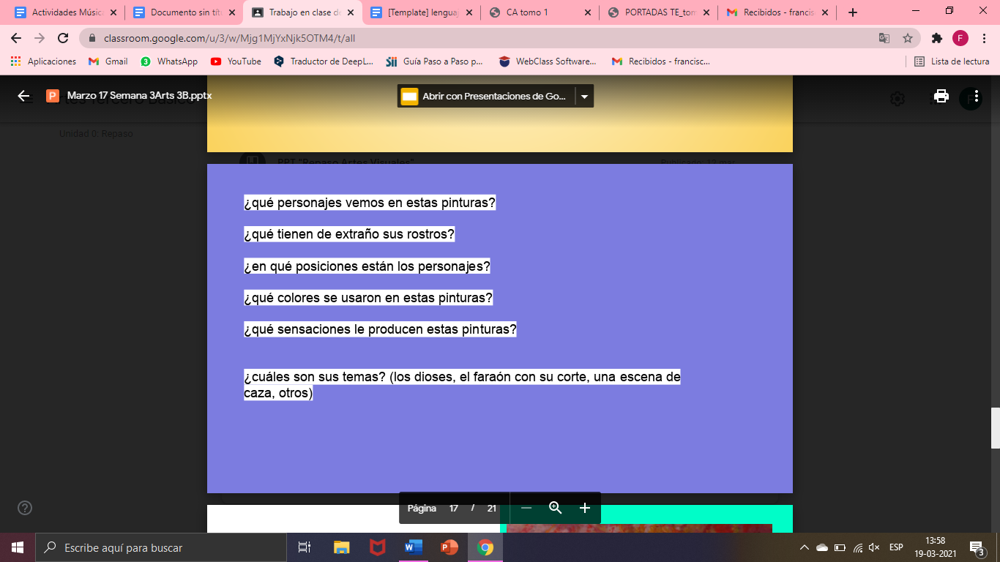 Actividades Músic
Documento sin tít
Trabajo en clase de
[Template] lenguaj
CA tomo 1
PORTADAS TE_tom
Recibidos - francis
classroom.google.com/u/3/w/Mjg1MjYxNjk5OTM4/t/all
F
Aplicaciones
Gmail
3 WhatsApp
YouTube
Traductor de DeepL...
Guía Paso a Paso p...
WebClass Software...
Recibidos - francisc...
Lista de lectura
P Marzo 17 Semana 3Arts 3B.pptx
Abrir con Presentaciones de Go...
Unidad 0: Repaso
PPT "Repaso Artes Visuales"
Publicado: 12 mar.
¿qué personajes vemos en estas pinturas?
¿qué tienen de extraño sus rostros?
¿en qué posiciones están los personajes?
¿qué colores se usaron en estas pinturas?
¿qué sensaciones le producen estas pinturas?
¿cuáles son sus temas? (los dioses, el faraón con su corte, una escena de
caza, otros)
Página 17 / 21
Escribe aquí para buscar
ESP
13:58
19-03-2021
3